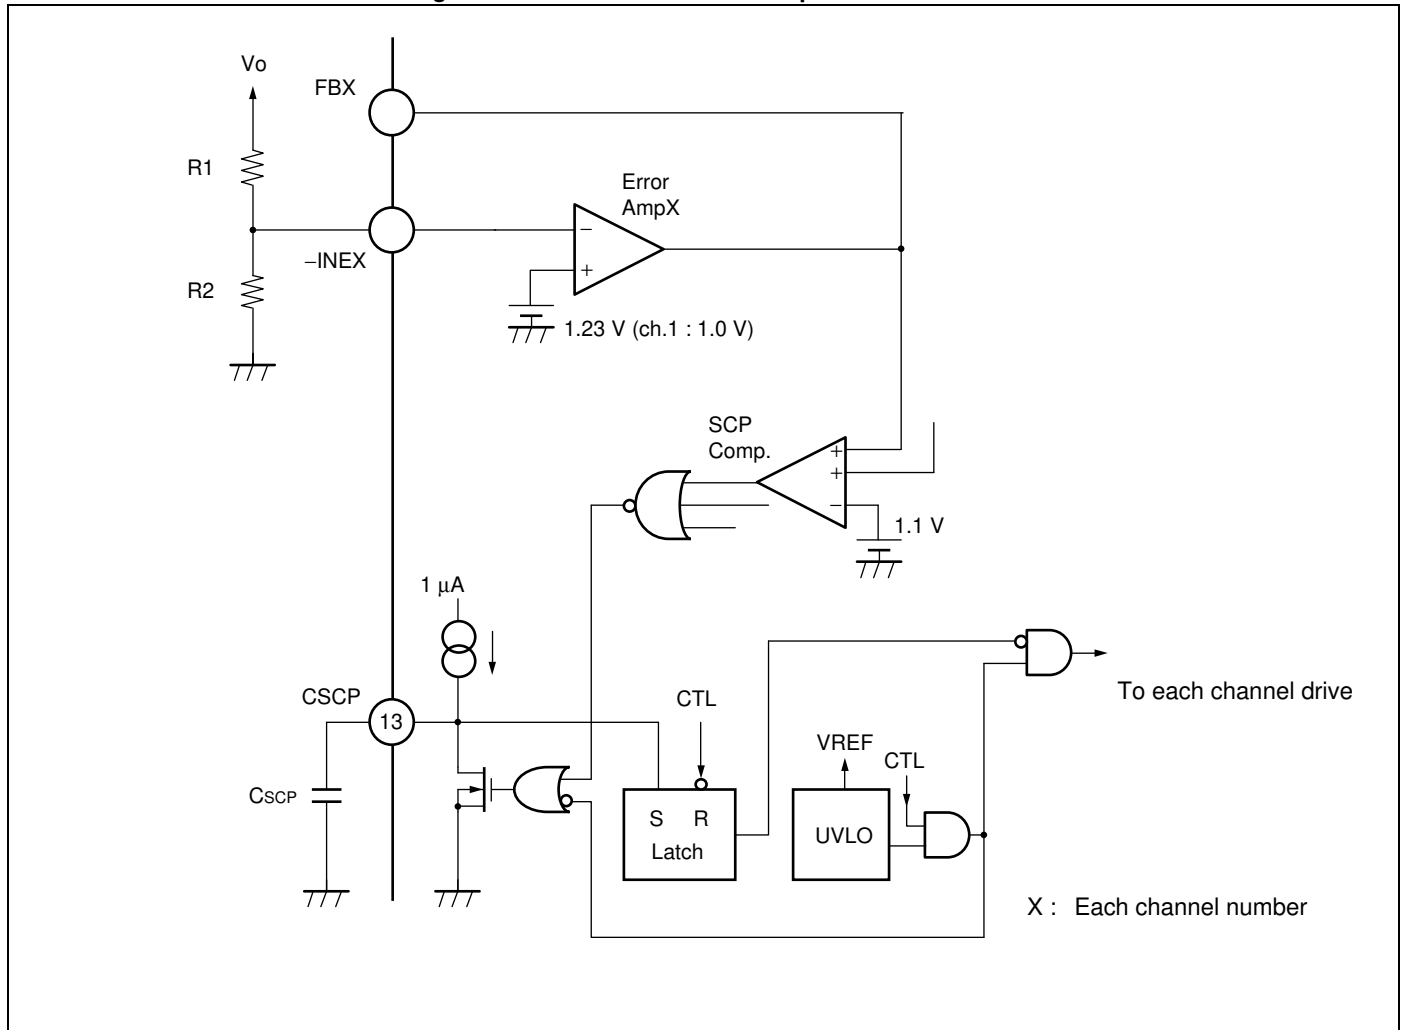 Vo
FBX
R1
Error
AmpX
−
−INEX
+
R2
1.23 V (ch.1 : 1.0 V)
SCP
Comp.
+
+
−
1.1 V
1 μA
CSCP
13
CTL
To each channel drive
VREF
CTL
CSCP
S R
Latch
UVLO
X : Each channel number